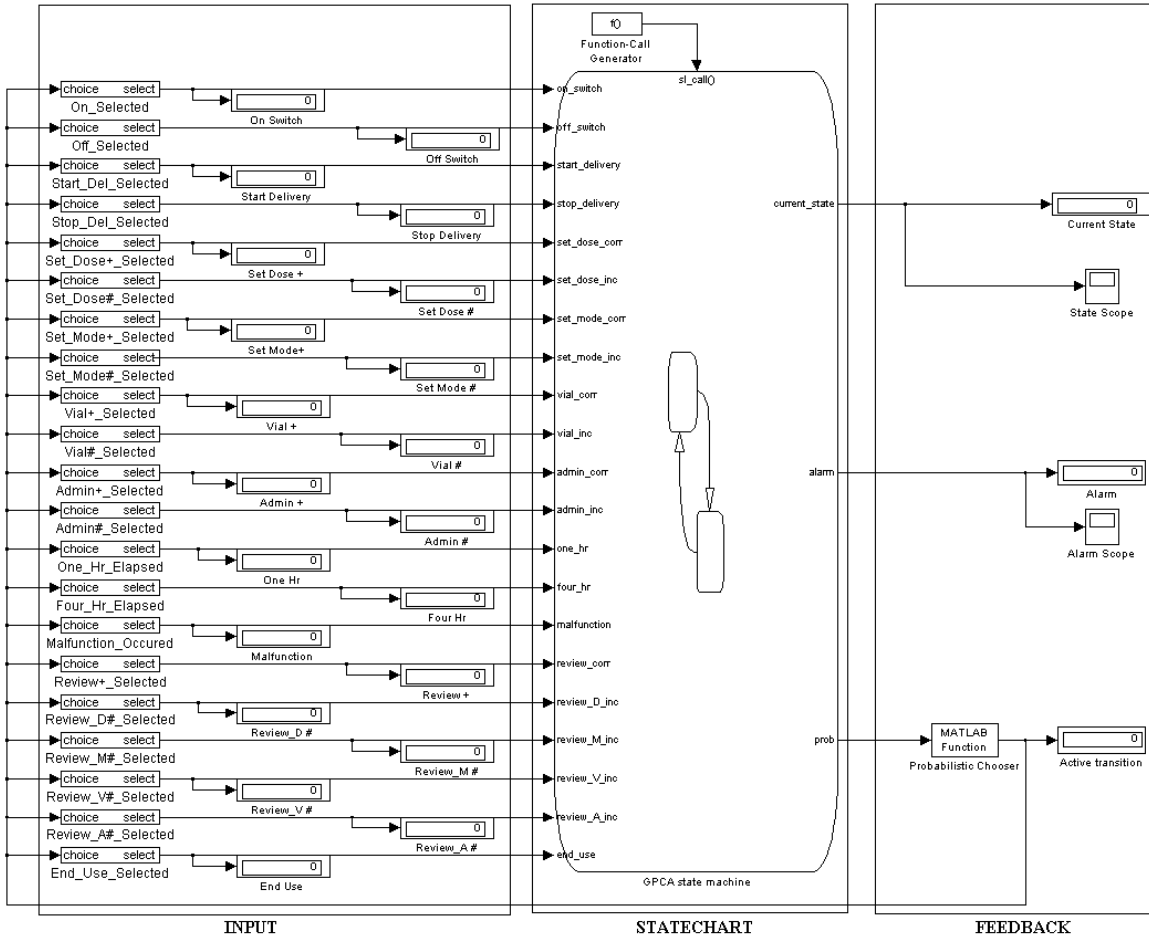 f()
Function-Call
Generator
sl_call()
choice select
On_Selected
0
On Switch
on_switch
choice select
Off_Selected
0
Off Switch
off_switch
choice select
Start_Del_Selected
0
Start Delivery
start_delivery
choice select
Stop_Del_Selected
0
Stop Delivery
stop_delivery
choice select
Set_Dose+_Selected
0
Set Dose +
set_dose_corr
choice select
Set_Dose#_Selected
0
Set Dose #
set_dose_inc
choice select
Set_Mode+_Selected
0
Set Mode+
set_mode_corr
choice select
Set_Mode#_Selected
0
Set Mode #
set_mode_inc
choice select
Vial+_Selected
0
Vial +
vial_corr
choice select
Vial#_Selected
0
Vial #
vial_inc
choice select
Admin+_Selected
0
Admin +
admin_corr
choice select
Admin#_Selected
0
Admin #
admin_inc
choice select
One_Hr_Elapsed
0
One Hr
one_hr
choice select
Four_Hr_Elapsed
0
Four Hr
four_hr
choice select
Malfunction_Occured
0
Malfunction
malfunction
choice select
Review+_Selected
0
Review +
review_corr
choice select
Review_D#_Selected
0
Review_D #
review_D_inc
choice select
Review_M#_Selected
0
Review_M #
review_M_inc
choice select
Review_V#_Selected
0
Review_V #
review_V_inc
choice select
Review_A#_Selected
0
Review_A #
review_A_inc
choice select
End_Use_Selected
0
End Use
end_use
current_state
0
Current State
State Scope
alarm
0
Alarm
Alarm Scope
prob
MATLAB
Function
Probabilistic Chooser
0
Active transition
GPCA state machine
INPUT
STATECHART
FEEDBACK